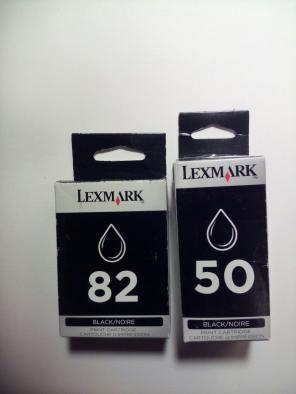 LEXMARK
82
BLACK/NOIRE
PRINT CARTRIDGE
CARTOUCHE D'IMPRESSION
LEXMARK
50
BLACK/NOIRE
PRINT CARTRIDGE
CARTOUCHE D'IMPRESSION